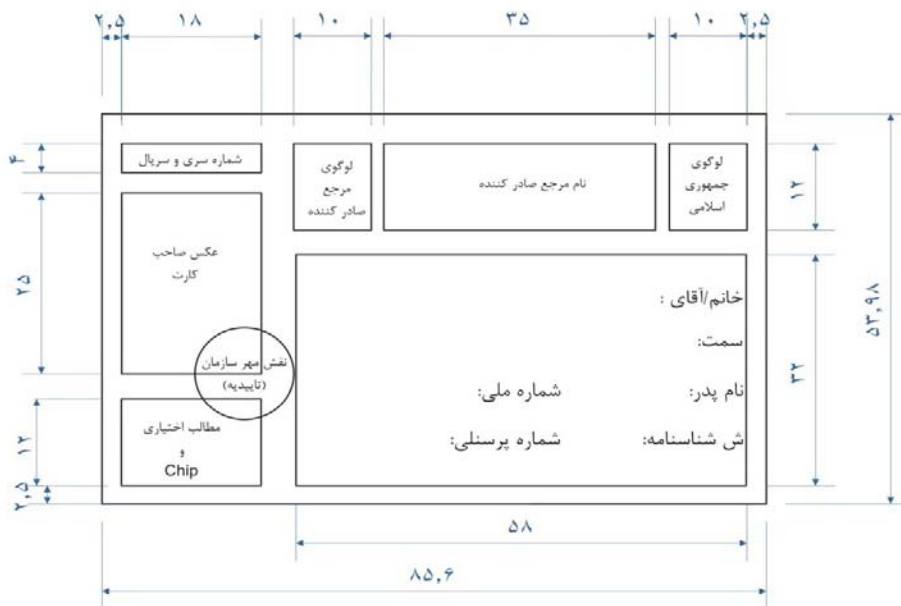 ۲,۵
۱۸
۱۰
۳۵
۱۰
۲,۵
۴
شماره سری و سریال
لوگوی
مرجع
صادر کننده
نام مرجع صادر کننده
لوگوی
جمهوری
اسلامی
۱۲
۲۵
عکس صاحب
کارت
۵۳,۹۸
خانم/آقای :
سمت:
نام پدر:
شماره ملی:
ش شناسنامه:
شماره پرسنلی:
۳۲
نقش مهر سازمان
(تاییدیه)
۱۲
مطالب اختیاری
و
Chip
۲,۵
۵۸
۸۵,۶